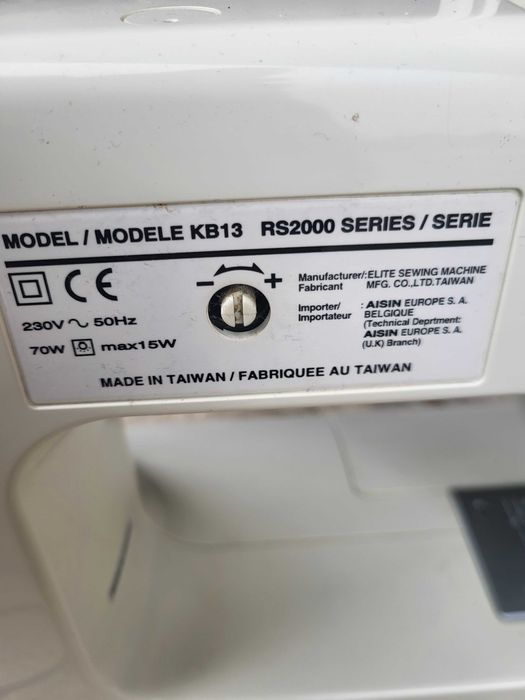 MODEL / MODELE KB13 RS2000 SERIES / SERIE
CE
230V ~ 50Hz
70W max15W
- +
Manufacturer/:ELITE SEWING MACHINE
Fabricant MFG. CO.,LTD.TAIWAN
Importer/ : AISIN EUROPE S. A.
Importateur BELGIQUE
(Technical Deprtment:
AISIN EUROPE S. A.
(U.K) Branch)
MADE IN TAIWAN / FABRIQUEE AU TAIWAN